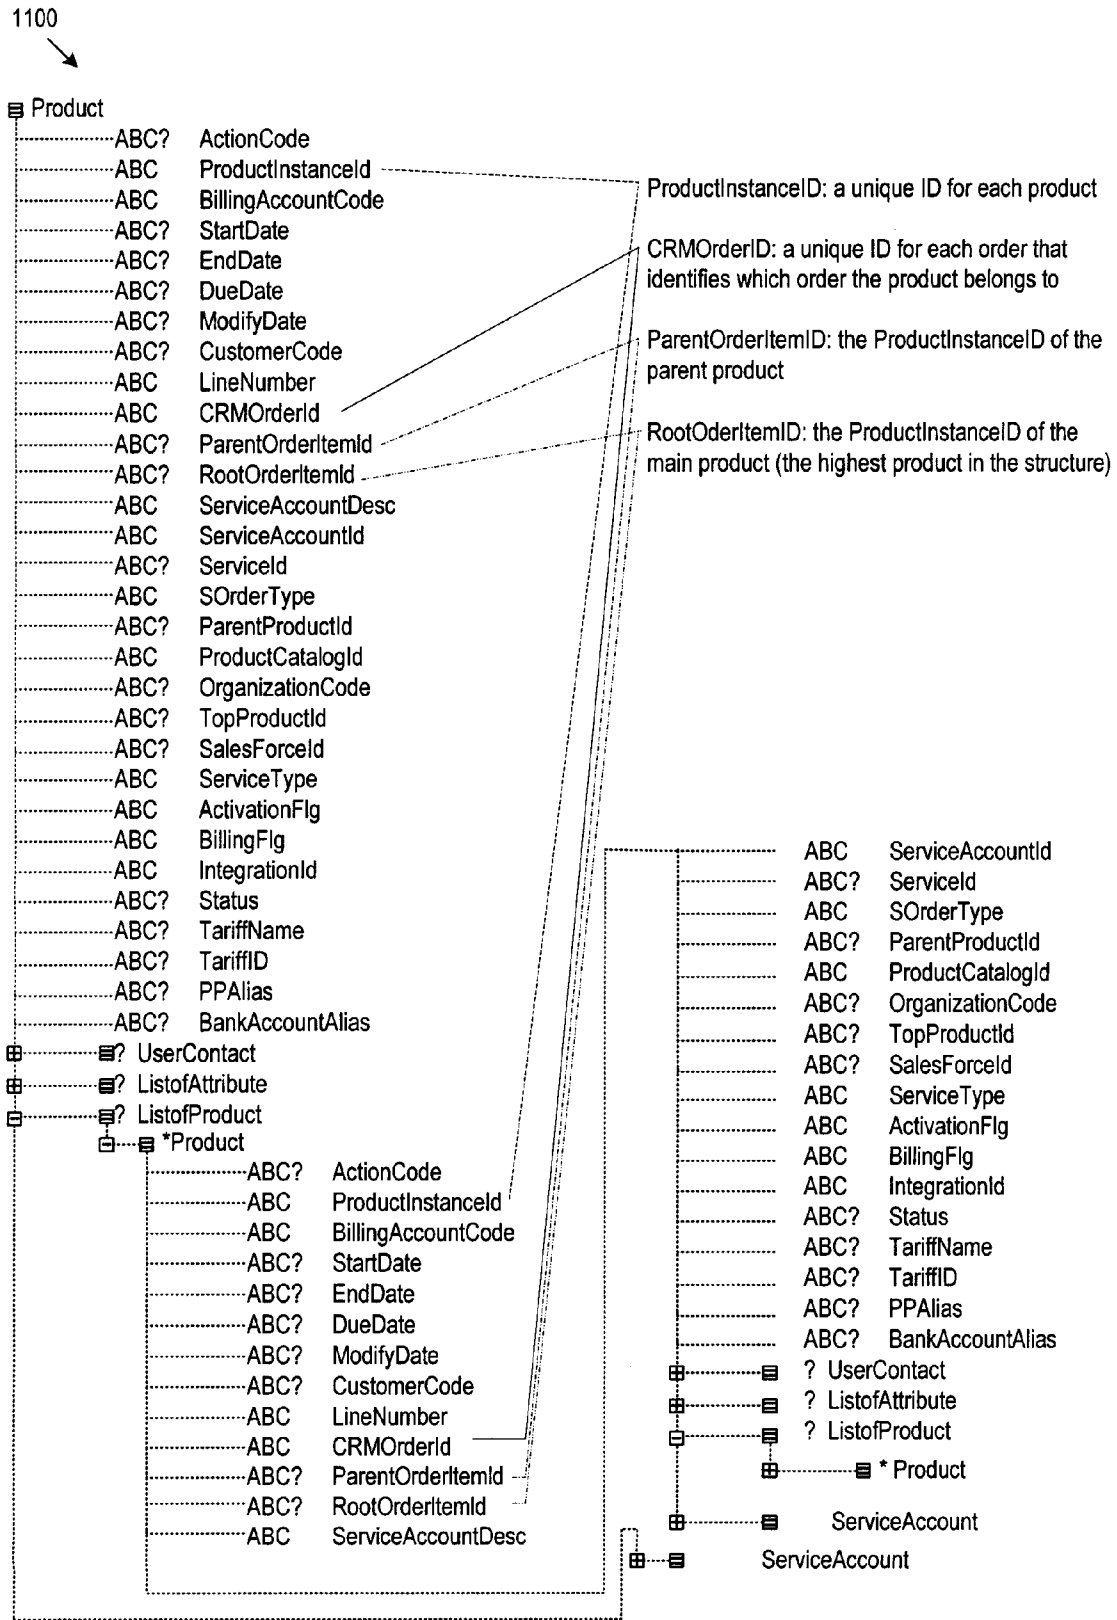 1100
Product
ABC? ActionCode
ABC ProductInstanceId
ABC BillingAccountCode
ABC? StartDate
ABC? EndDate
ABC? DueDate
ABC? ModifyDate
ABC? CustomerCode
ABC LineNumber
ABC CRMOrderId
ABC? ParentOrderItemId
ABC? RootOrderItemId
ABC ServiceAccountDesc
ABC ServiceAccountId
ABC? ServiceId
ABC SOrderType
ABC? ParentProductId
ABC ProductCatalogId
ABC? OrganizationCode
ABC? TopProductId
ABC? SalesForceId
ABC ServiceType
ABC ActivationFlg
ABC BillingFlg
ABC IntegrationId
ABC? Status
ABC? TariffName
ABC? TariffID
ABC? PPAlias
ABC? BankAccountAlias
? UserContact
? ListofAttribute
? ListofProduct
*Product
ABC? ActionCode
ABC ProductInstanceId
ABC BillingAccountCode
ABC? StartDate
ABC? EndDate
ABC? DueDate
ABC? ModifyDate
ABC? CustomerCode
ABC LineNumber
ABC CRMOrderId
ABC? ParentOrderItemId
ABC? RootOrderItemId
ABC ServiceAccountDesc
ProductInstanceID: a unique ID for each product
CRMOrderID: a unique ID for each order that
identifies which order the product belongs to
ParentOrderItemID: the ProductInstanceID of the
parent product
RootOderItemID: the ProductInstanceID of the
main product (the highest product in the structure)
ABC ServiceAccountId
ABC? ServiceId
ABC SOrderType
ABC? ParentProductId
ABC ProductCatalogId
ABC? OrganizationCode
ABC? TopProductId
ABC? SalesForceId
ABC ServiceType
ABC ActivationFlg
ABC BillingFlg
ABC IntegrationId
ABC? Status
ABC? TariffName
ABC? TariffID
ABC? PPAlias
ABC? BankAccountAlias
? UserContact
? ListofAttribute
? ListofProduct
* Product
ServiceAccount
ServiceAccount